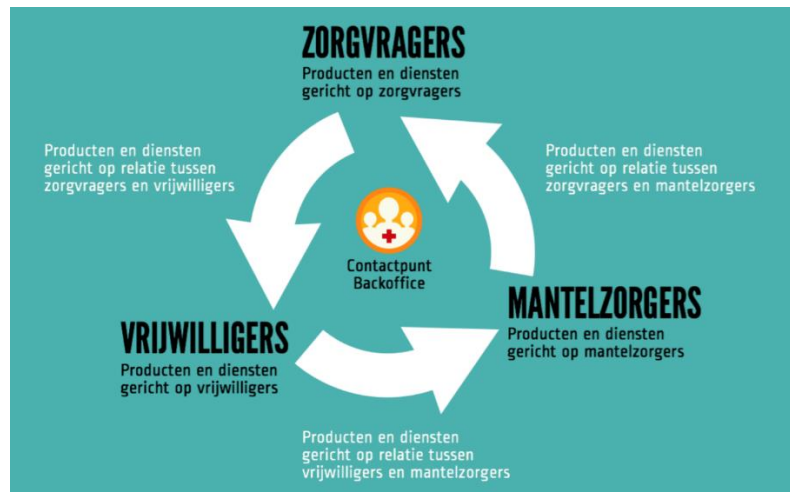 ZORGVRAGERS
Producten en diensten
gericht op zorgvragers
Producten en diensten
gericht op relatie tussen
zorgvragers en vrijwilligers
Producten en diensten
gericht op relatie tussen
zorgvragers en mantelzorgers
Contactpunt
Backoffice
VRIJWILLIGERS
Producten en diensten
gericht op vrijwilligers
MANTELZORGERS
Producten en diensten
gericht op mantelzorgers
Producten en diensten
gericht op relatie tussen
vrijwilligers en mantelzorgers